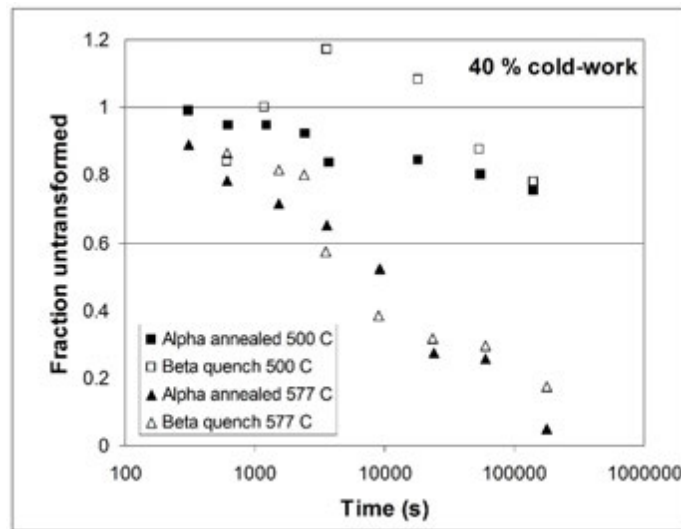 1.2
40 % cold-work
1
0.8
0.6
0.4
0.2
0
Fraction untransformed
Alpha annealed 500 C
Beta quench 500 C
Alpha annealed 577 C
Beta quench 577 C
100 1000 10000 100000 1000000
Time (s)